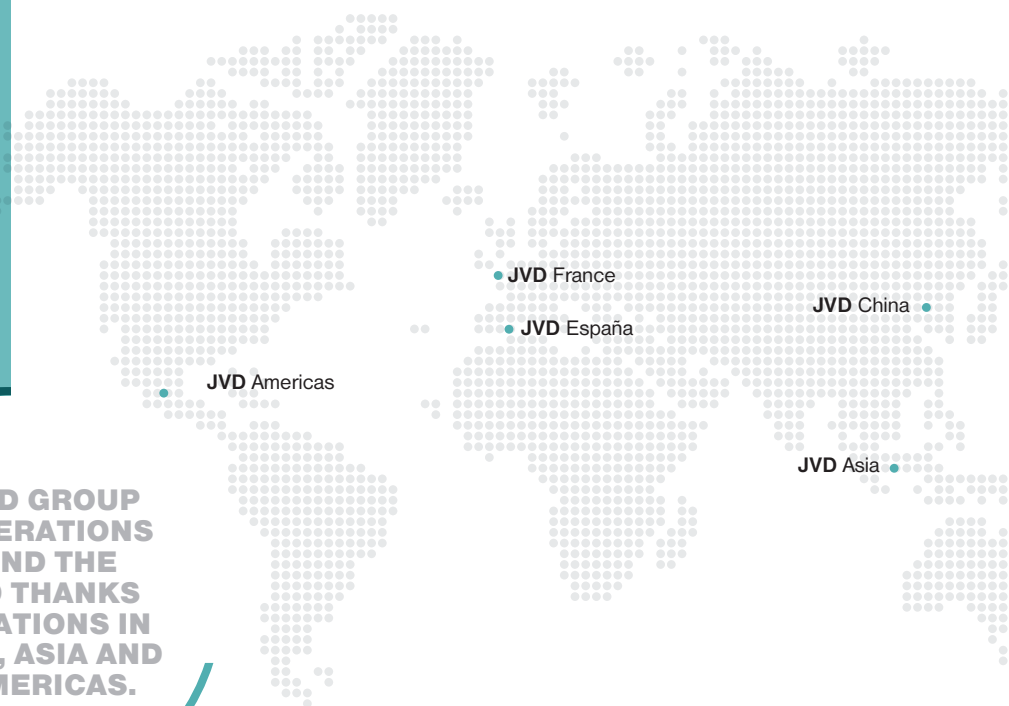 JVD France
JVD China
JVD España
JVD Americas
JVD Asia
D GROUP
ERATIONS
ND THE
THANKS
ATIONS IN
, ASIA AND
MERICAS.